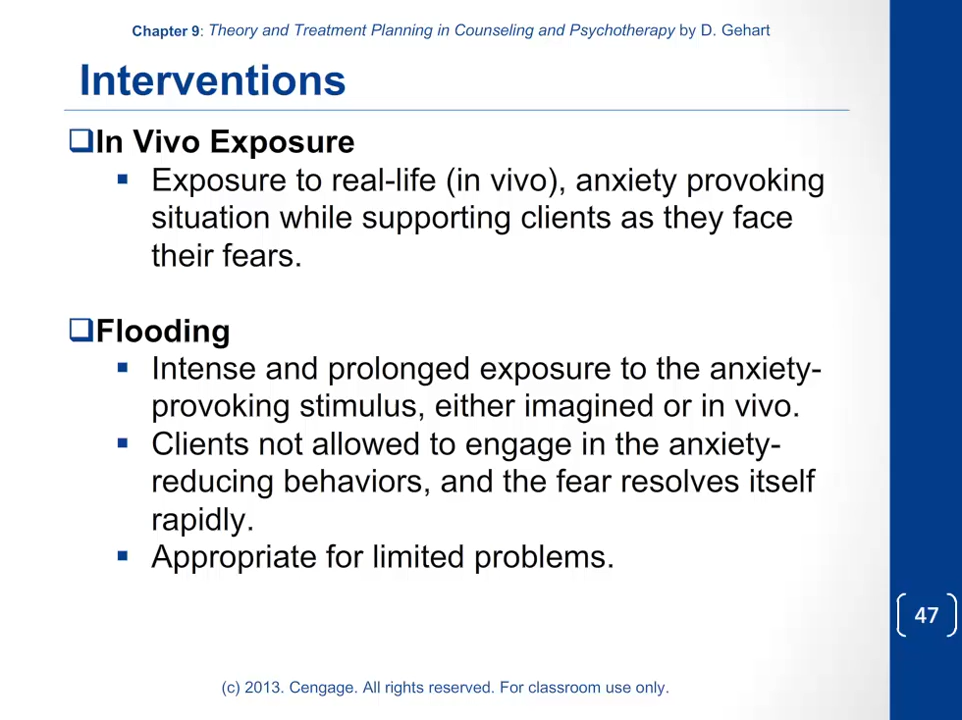 Chapter 9: Theory and Treatment Planning in Counseling and Psychotherapy by D. Gehart
Interventions
In Vivo Exposure
Exposure to real-life (in vivo), anxiety provoking
situation while supporting clients as they face
their fears.
Flooding
Intense and prolonged exposure to the anxiety-
provoking stimulus, either imagined or in vivo.
Clients not allowed to engage in the anxiety-
reducing behaviors, and the fear resolves itself
rapidly.
Appropriate for limited problems.
47
(c) 2013. Cengage. All rights reserved. For classroom use only.